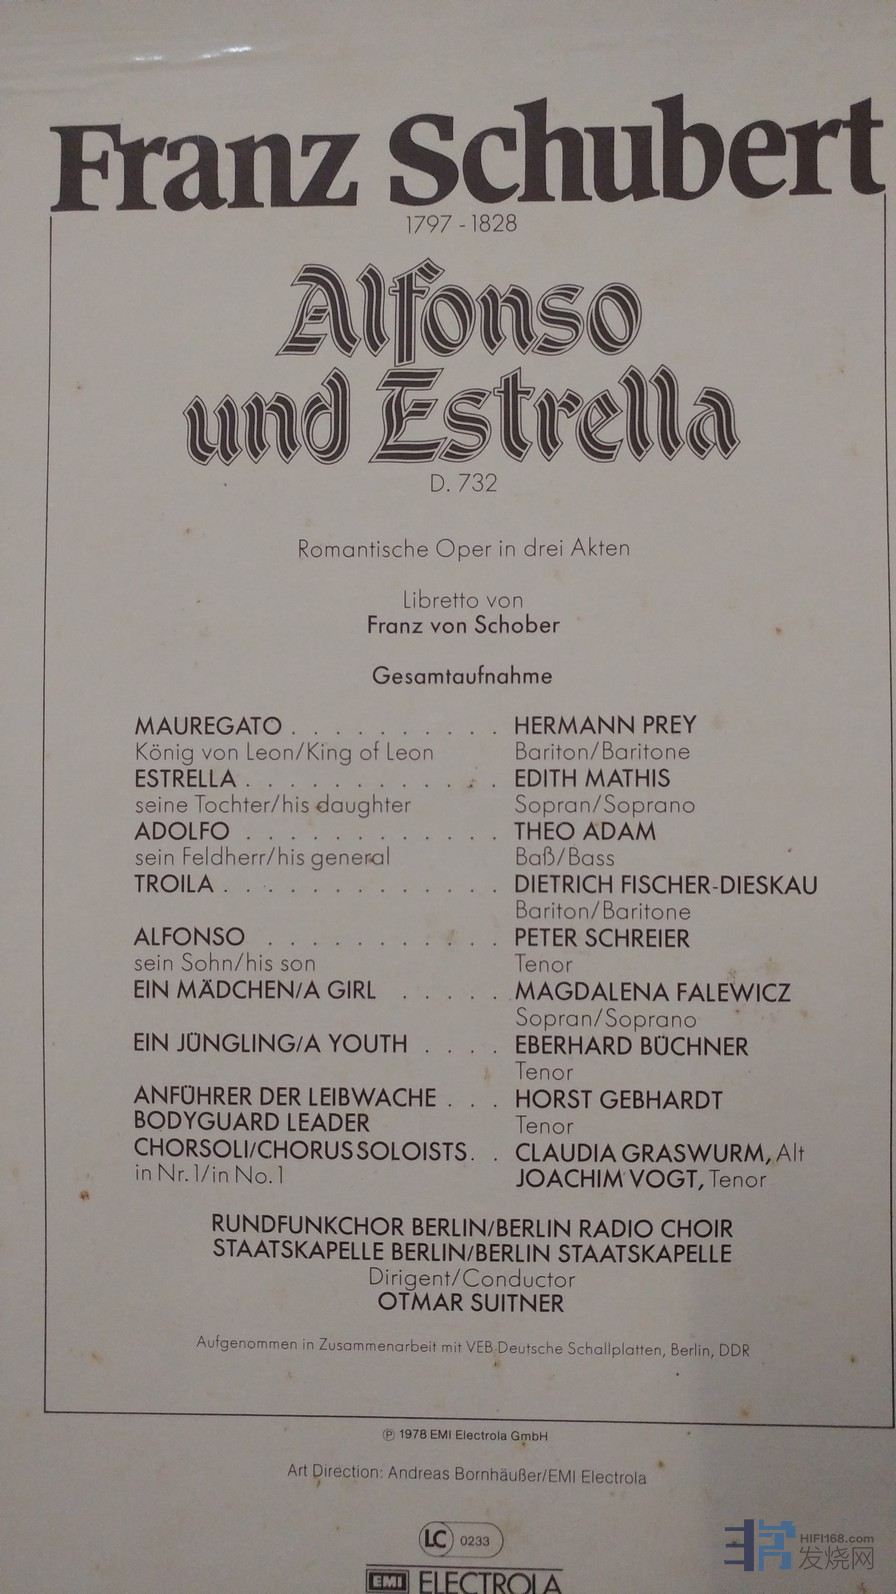 Franz Schubert
1797 - 1828
Alfonso
und Estrella
D. 732
Romantische Oper in drei Akten
Libretto von
Franz von Schober
Gesamtaufnahme
MAUREGATO . . . . . . . . . . HERMANN PREY
König von Leon/King of Leon Bariton/Baritone
ESTRELLA . . . . . . . . . . . . EDITH MATHIS
seine Tochter/his daughter Sopran/Soprano
ADOLFO . . . . . . . . . . . . THEO ADAM
sein Feldherr/his general Baß/Bass
TROILA . . . . . . . . . . . . . DIETRICH FISCHER-DIESKAU
Bariton/Baritone
ALFONSO . . . . . . . . . . . PETER SCHREIER
sein Sohn/his son Tenor
EIN MÄDCHEN/A GIRL . . . . . . MAGDALENA FALEWICZ
Sopran/Soprano
EIN JÜNGLING/A YOUTH . . . . EBERHARD BÜCHNER
Tenor
ANFÜHRER DER LEIBWACHE . . . HORST GEBHARDT
BODYGUARD LEADER Tenor
CHORSOLI/CHORUS SOLOISTS . . CLAUDIA GRASWURM, Alt
in Nr. 1/in No. 1 JOACHIM VOGT, Tenor
RUNDFUNKCHOR BERLIN/BERLIN RADIO CHOIR
STAATSKAPELLE BERLIN/BERLIN STAATSKAPELLE
Dirigent/Conductor
OTMAR SUITNER
Aufgenommen in Zusammenarbeit mit VEB Deutsche Schallplatten, Berlin, DDR
℗ 1978 EMI Electrola GmbH
Art Direction: Andreas Bornhäußer/EMI Electrola
LC 0233
EMI ELECTROLA
HIFI168.com
发烧网